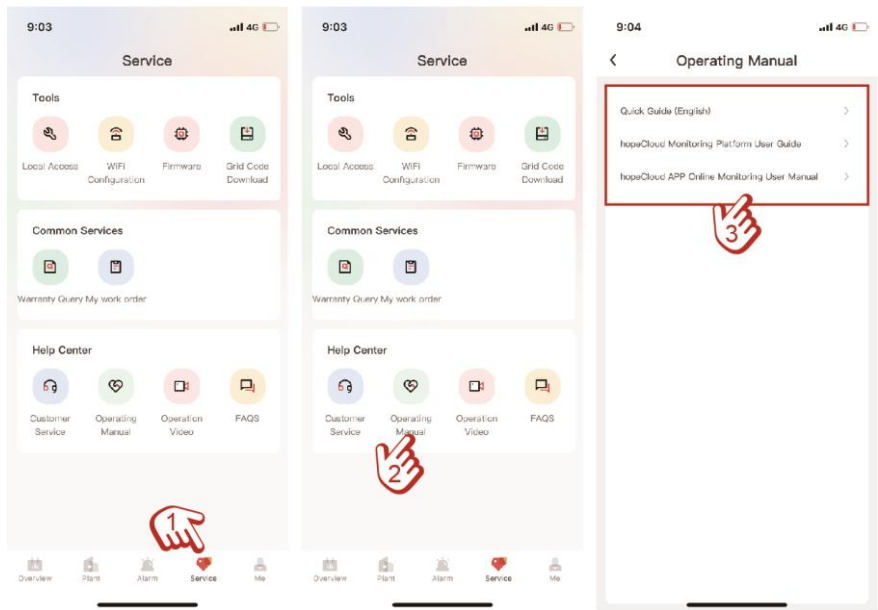 9:03
4G
Service
Tools
Local Access
WiFi
Configuration
Firmware
Grid Code
Download
Common Services
Warranty Query
My work order
Help Center
Customer
Service
Operating
Manual
Operation
Video
FAQS
1
Overview
Plant
Alarm
Service
Me
9:03
4G
Service
Tools
Local Access
WiFi
Configuration
Firmware
Grid Code
Download
Common Services
Warranty Query
My work order
Help Center
Customer
Service
Operating
Manual
Operation
Video
FAQS
2
Overview
Plant
Alarm
Service
Me
9:04
4G
Operating Manual
Quick Guide (English)
hopeCloud Monitoring Platform User Guide
hopeCloud APP Online Monitoring User Manual
3